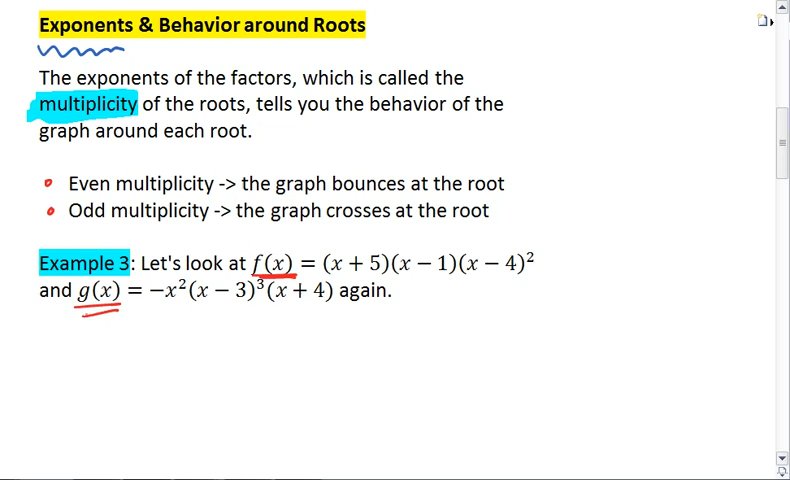 Exponents & Behavior around Roots
The exponents of the factors, which is called the
multiplicity of the roots, tells you the behavior of the
graph around each root.
Even multiplicity -> the graph bounces at the root
Odd multiplicity -> the graph crosses at the root
Example 3: Let's look at f(x) = (x + 5)(x − 1)(x − 4)²
and g(x) = −x²(x − 3)³(x + 4) again.